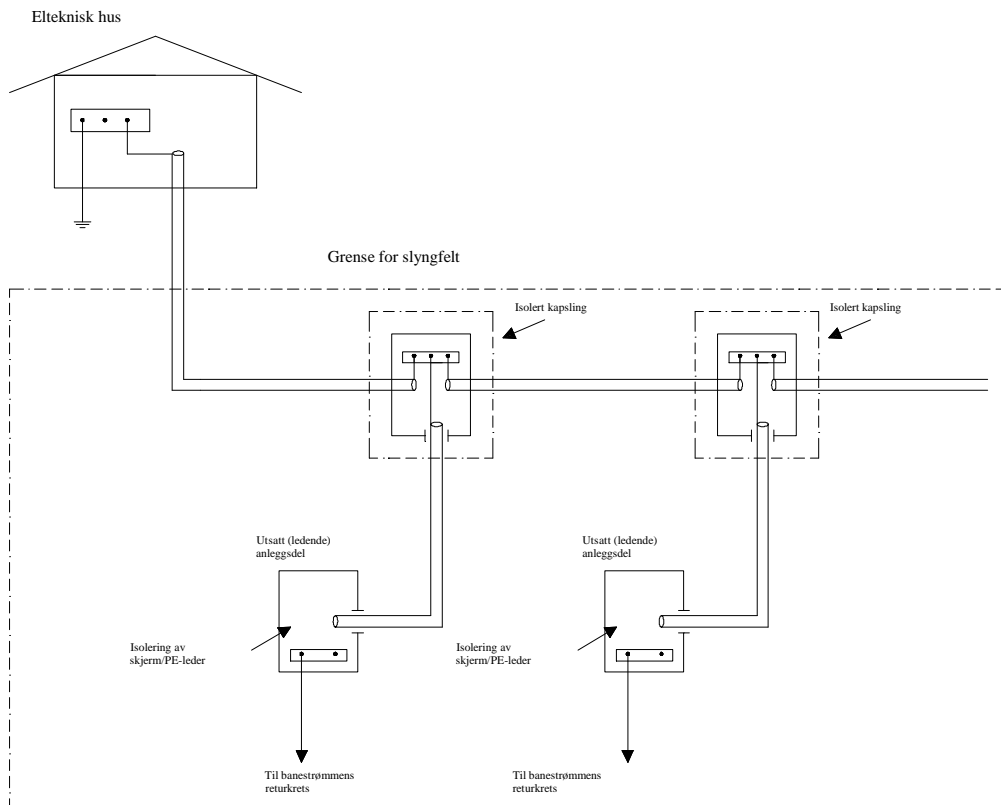 Elteknisk hus
Grense for slyngfelt
Isolert kapsling
Isolert kapsling
Utsatt (ledende)
anleggsdel
Utsatt (ledende)
anleggsdel
Isolering av
skjerm/PE-leder
Isolering av
skjerm/PE-leder
Til banestrømmens
returkrets
Til banestrømmens
returkrets